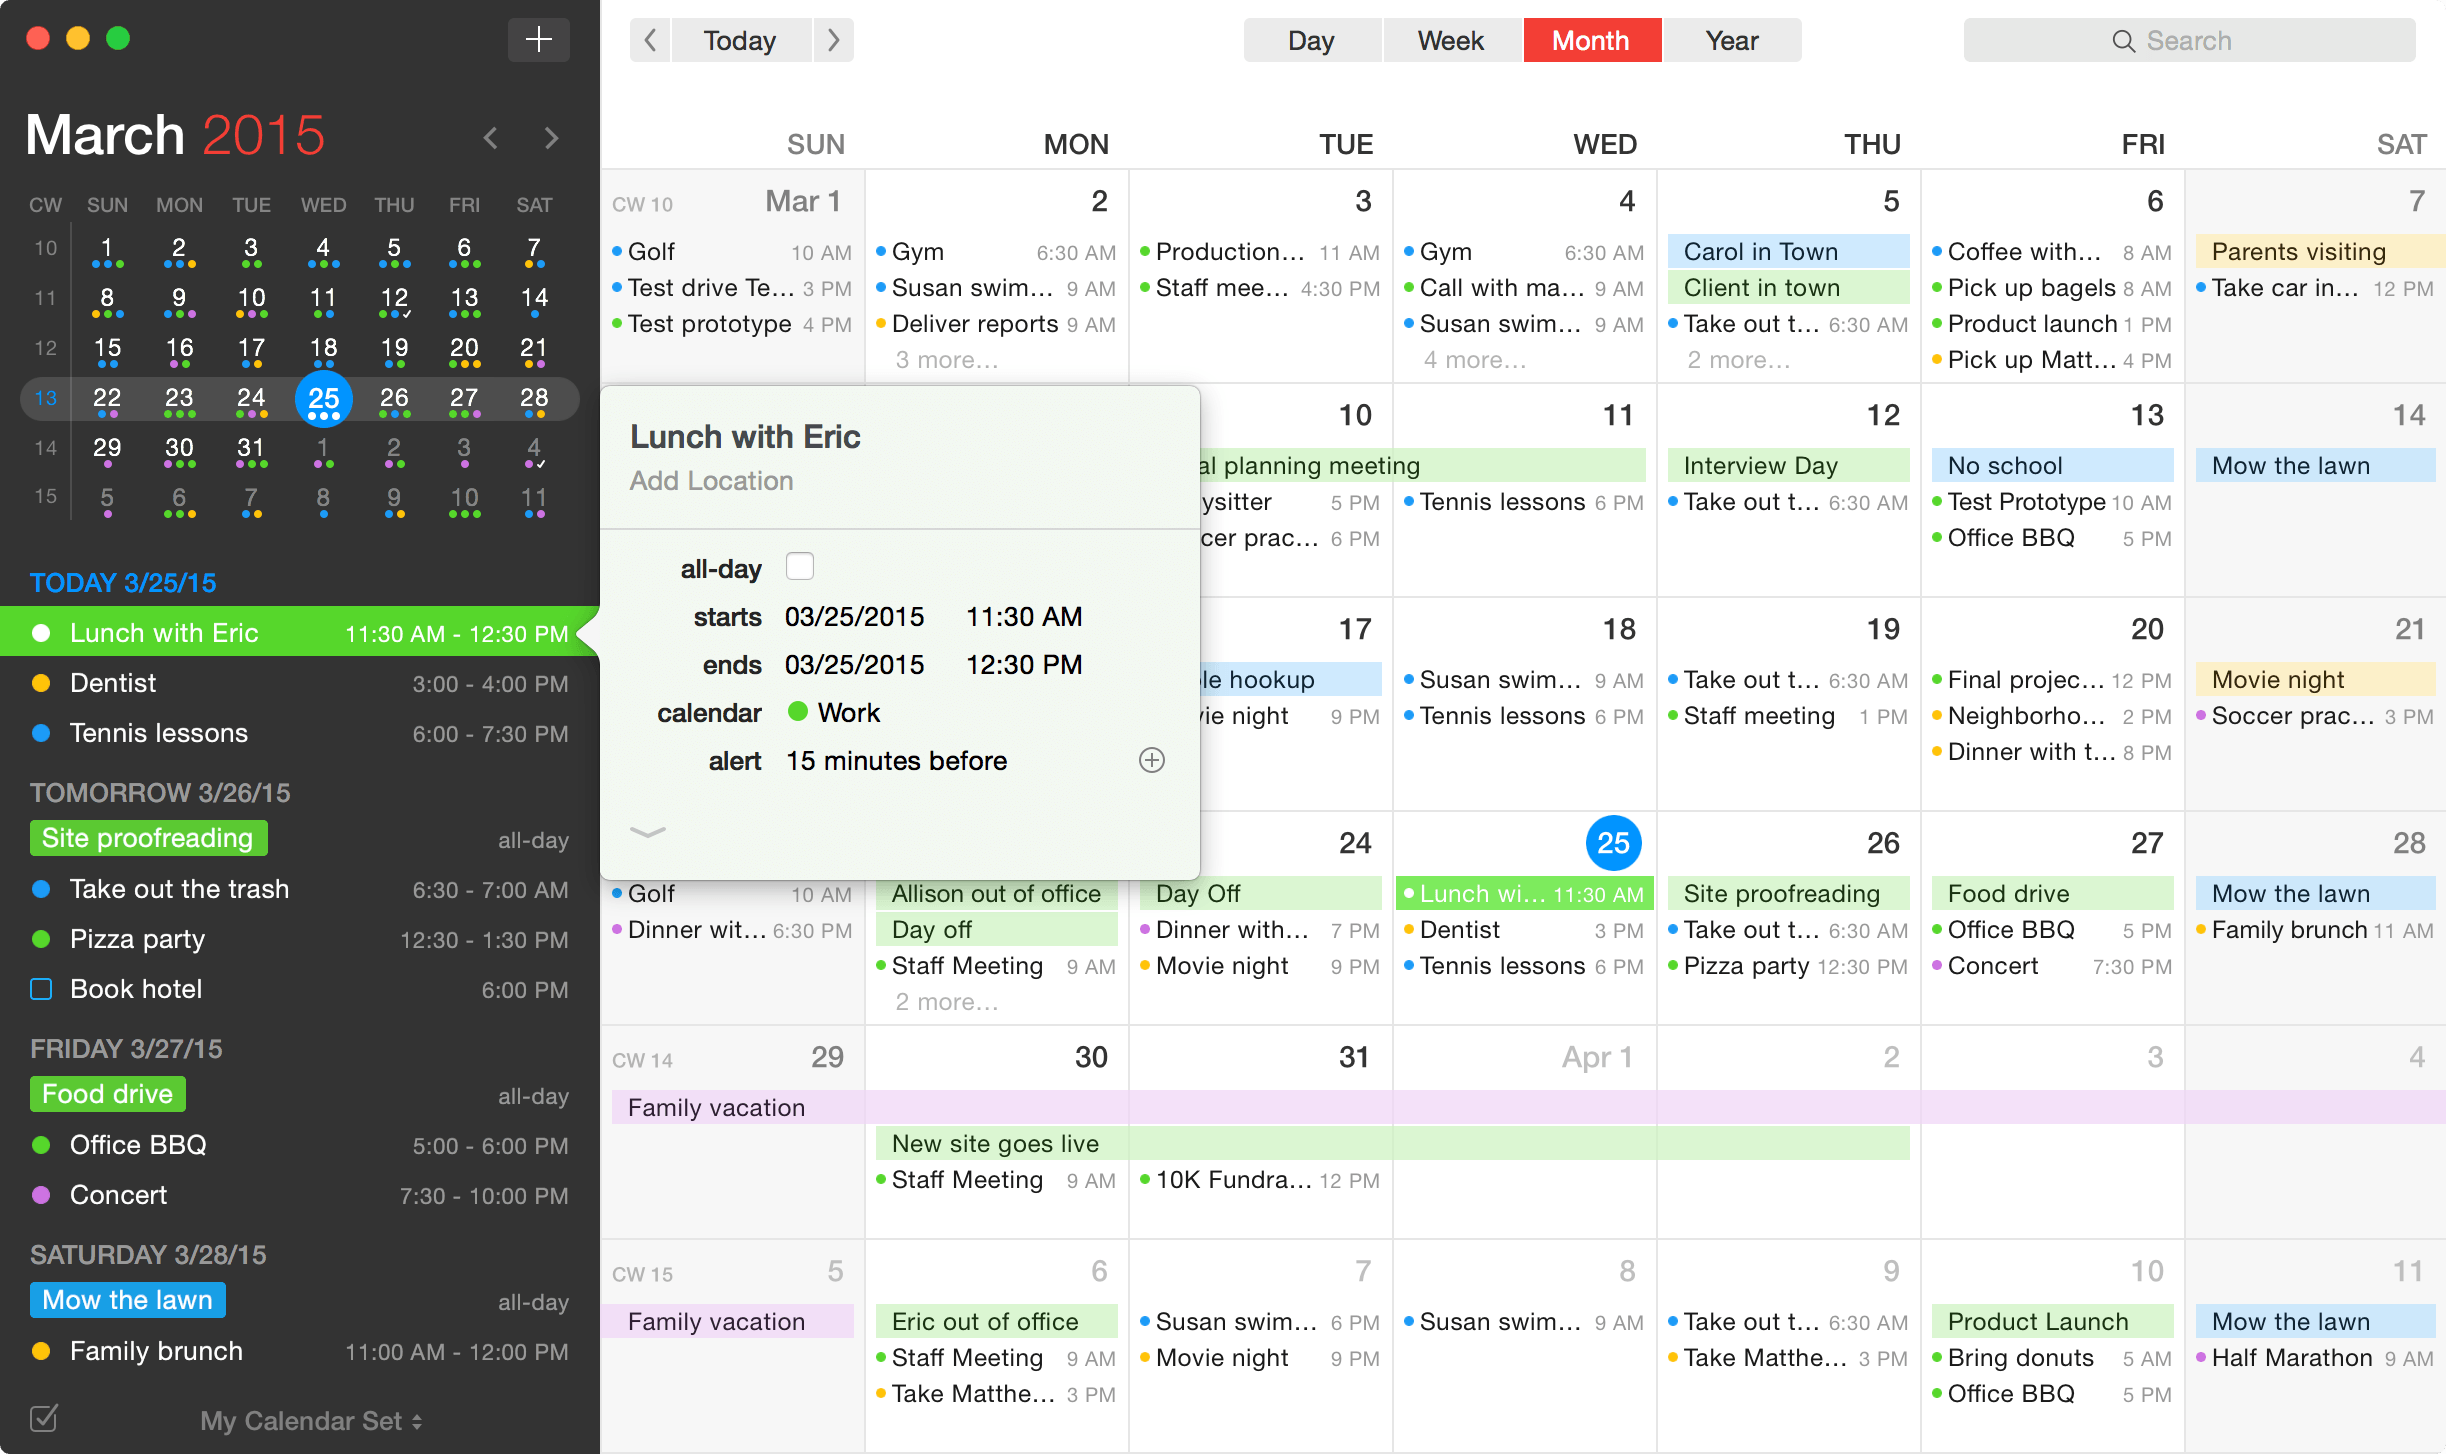 March 2015
CW SUN MON TUE WED THU FRI SAT
10 1 2 3 4 5 6 7
11 8 9 10 11 12 13 14
12 15 16 17 18 19 20 21
13 22 23 24 25 26 27 28
14 29 30 31 1 2 3 4
15 5 6 7 8 9 10 11
TODAY 3/25/15
Lunch with Eric 11:30 AM - 12:30 PM
Dentist 3:00 - 4:00 PM
Tennis lessons 6:00 - 7:30 PM
TOMORROW 3/26/15
Site proofreading all-day
Take out the trash 6:30 - 7:00 AM
Pizza party 12:30 - 1:30 PM
Book hotel 6:00 PM
FRIDAY 3/27/15
Food drive all-day
Office BBQ 5:00 - 6:00 PM
Concert 7:30 - 10:00 PM
SATURDAY 3/28/15
Mow the lawn all-day
Family brunch 11:00 AM - 12:00 PM
My Calendar Set
Today Day Week Month Year Search
SUN MON TUE WED THU FRI SAT
CW 10 Mar 1 2 3 4 5 6 7
Golf 10 AM Gym 6:30 AM Production... 11 AM Gym 6:30 AM Carol in Town Coffee with... 8 AM Parents visiting
Test drive Te... 3 PM Susan swim... 9 AM Staff mee... 4:30 PM Call with ma... 9 AM Client in town Pick up bagels 8 AM Take car in... 12 PM
Test prototype 4 PM Deliver reports 9 AM Susan swim... 9 AM Take out t... 6:30 AM Product launch 1 PM
3 more... 4 more... 2 more... Pick up Matt... 4 PM
Lunch with Eric
Add Location
all-day
starts 03/25/2015 11:30 AM
ends 03/25/2015 12:30 PM
calendar Work
alert 15 minutes before
10 11 12 13 14
al planning meeting Interview Day No school Mow the lawn
ysitter 5 PM Tennis lessons 6 PM Take out t... 6:30 AM Test Prototype 10 AM
cer prac... 6 PM Office BBQ 5 PM
17 18 19 20 21
le hookup Susan swim... 9 AM Take out t... 6:30 AM Final projec... 12 PM Movie night
vie night 9 PM Tennis lessons 6 PM Staff meeting 1 PM Neighborho... 2 PM Soccer prac... 3 PM
Dinner with t... 8 PM
24 25 26 27 28
Golf 10 AM Allison out of office Day Off Lunch wi... 11:30 AM Site proofreading Food drive Mow the lawn
Dinner wit... 6:30 PM Day off Dinner with... 7 PM Dentist 3 PM Take out t... 6:30 AM Office BBQ 5 PM Family brunch 11 AM
Staff Meeting 9 AM Movie night 9 PM Tennis lessons 6 PM Pizza party 12:30 PM Concert 7:30 PM
2 more...
CW 14 29 30 31 Apr 1 2 3 4
Family vacation
New site goes live
Staff Meeting 9 AM 10K Fundra... 12 PM
CW 15 5 6 7 8 9 10 11
Family vacation Eric out of office Susan swim... 6 PM Susan swim... 9 AM Take out t... 6:30 AM Product Launch Mow the lawn
Staff Meeting 9 AM Movie night 9 PM Take Matthe... 3 PM Bring donuts 5 AM Half Marathon 9 AM
Take Matthe... 3 PM Office BBQ 5 PM